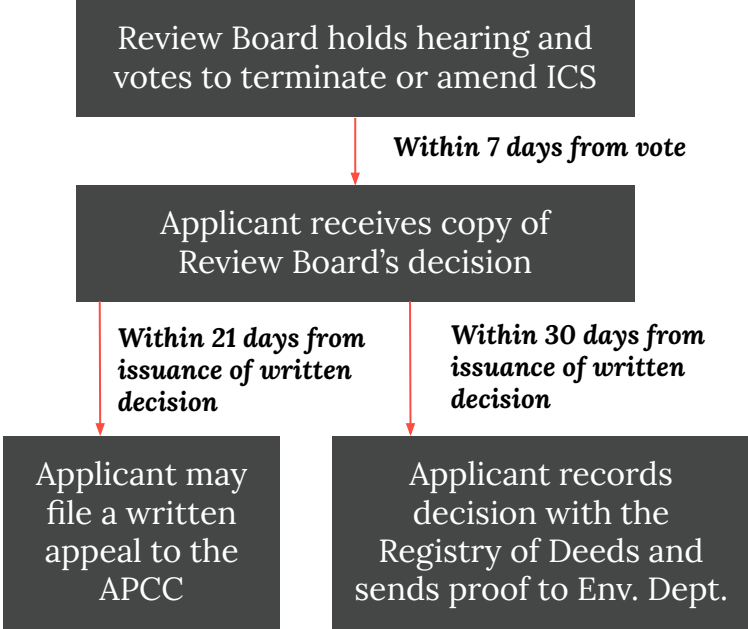 Review Board holds hearing and
votes to terminate or amend ICS
Within 7 days from vote
Applicant receives copy of
Review Board’s decision
Within 21 days from
issuance of written
decision
Within 30 days from
issuance of written
decision
Applicant may
file a written
appeal to the
APCC
Applicant records
decision with the
Registry of Deeds and
sends proof to Env. Dept.